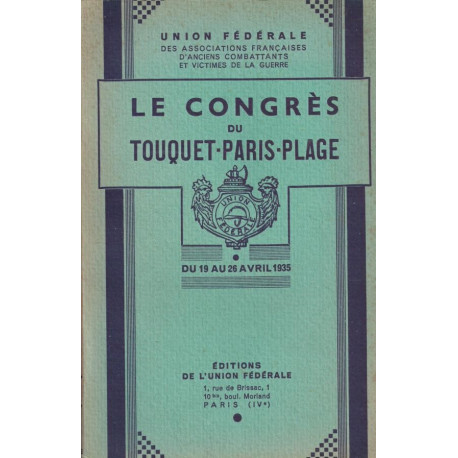 UNION FÉDÉRALE
DES ASSOCIATIONS FRANÇAISES
D'ANCIENS COMBATTANTS
ET VICTIMES DE LA GUERRE
LE CONGRÈS
DU
TOUQUET-PARIS-PLAGE
UNION
FÉDÉRALE
DU 19 AU 26 AVRIL 1935
ÉDITIONS
DE L'UNION FÉDÉRALE
1, rue de Brissac, 1
10 bis, boul. Morland
PARIS (IVe)